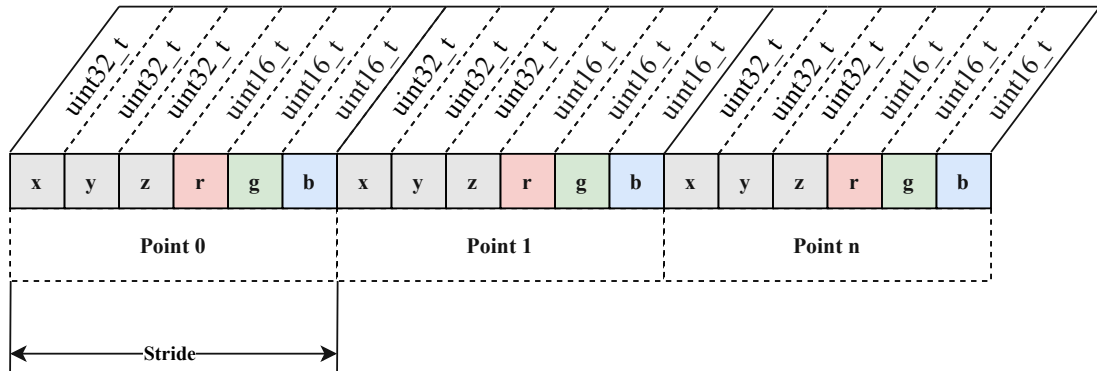 uint32_t uint32_t uint32_t uint16_t uint16_t uint16_t uint32_t uint32_t uint32_t uint16_t uint16_t uint16_t uint32_t uint32_t uint32_t uint16_t uint16_t uint16_t
x y z r g b x y z r g b x y z r g b
Point 0 Point 1 Point n
Stride